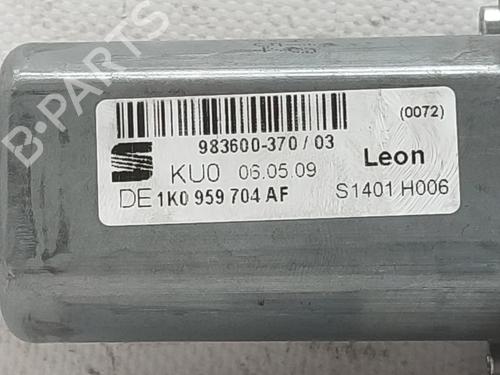 (0072)
983600-370 / 03
Leon
KU0 06.05.09
DE 1K0 959 704 AF
S1401 H006
B-PARTS